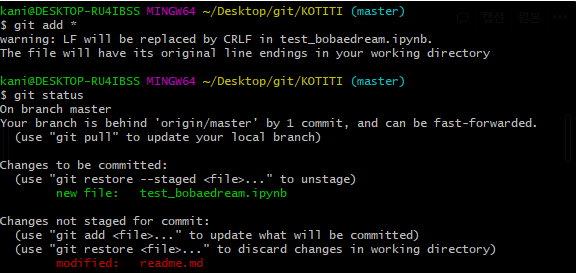 kani@DESKTOP-RU4IBSS MINGW64 ~/Desktop/git/KOTITI (master)
$ git add *
warning: LF will be replaced by CRLF in test_bobaedream.ipynb.
The file will have its original line endings in your working directory
kani@DESKTOP-RU4IBSS MINGW64 ~/Desktop/git/KOTITI (master)
$ git status
On branch master
Your branch is behind 'origin/master' by 1 commit, and can be fast-forwarded.
(use "git pull" to update your local branch)
Changes to be committed:
(use "git restore --staged <file>..." to unstage)
new file: test_bobaedream.ipynb
Changes not staged for commit:
(use "git add <file>..." to update what will be committed)
(use "git restore <file>..." to discard changes in working directory)
modified: readme.md